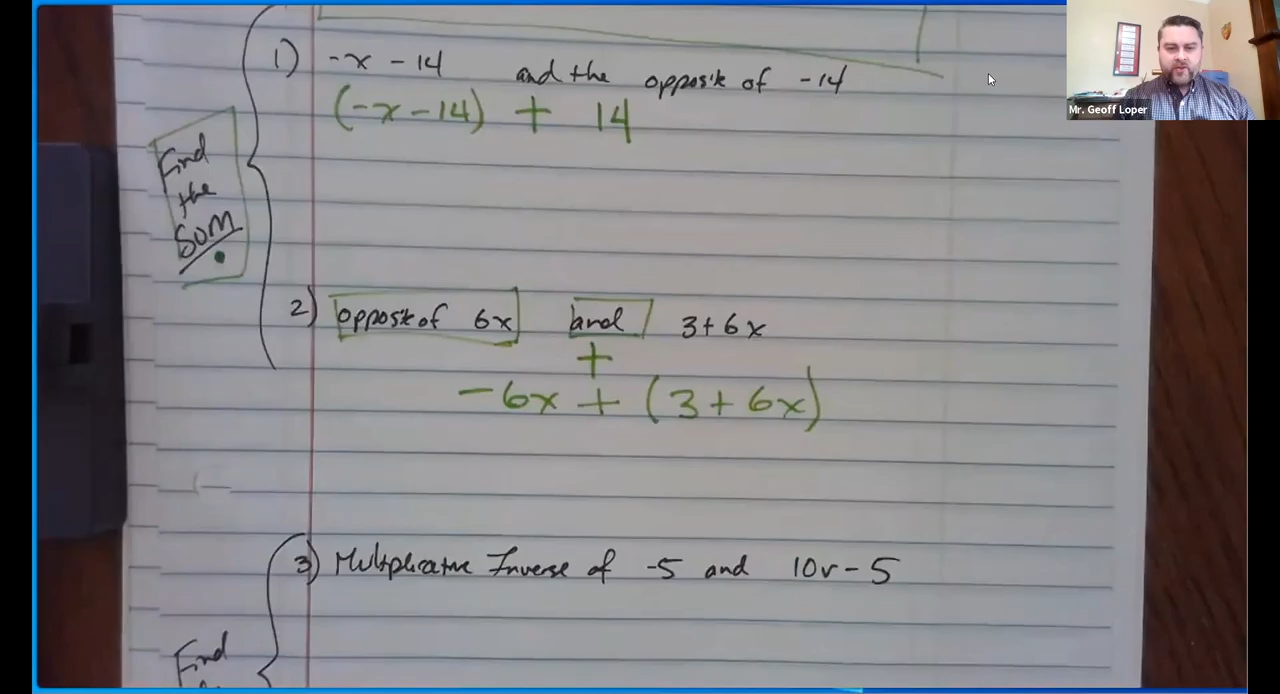 1) -x - 14 and the opposite of -14
(-x - 14) + 14
Find
the
SUM
2) opposite of 6x and 3+6x
+
-6x + (3+6x)
3) Multiplicative Inverse of -5 and 10v - 5
Find
Mr. Geoff Loper